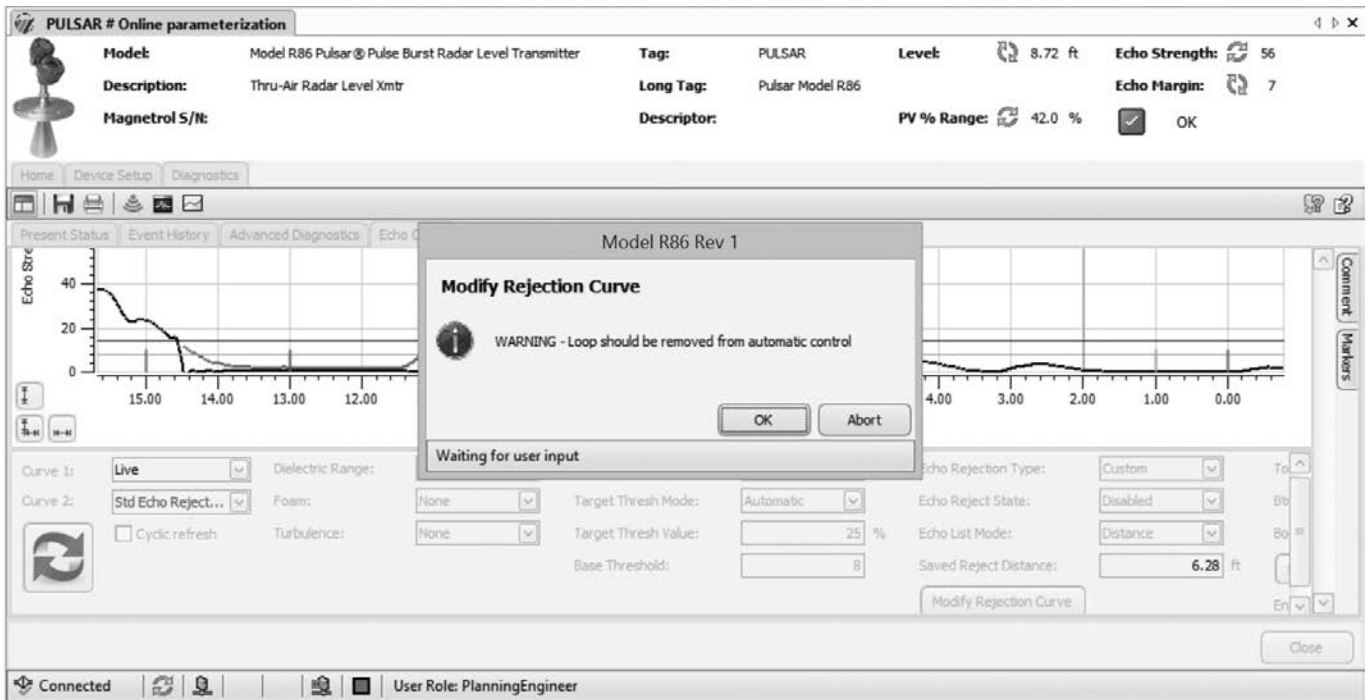 PULSAR # Online parameterization
Model: Model R86 Pulsar® Pulse Burst Radar Level Transmitter Tag: PULSAR Level: 8.72 ft Echo Strength: 56
Description: Thru-Air Radar Level Xmtr Long Tag: Pulsar Model R86 Echo Margin: 7
Magnetrol S/N: Descriptor: PV % Range: 42.0 % OK
Home Device Setup Diagnostics
Present Status Event History Advanced Diagnostics Echo C
Model R86 Rev 1
Modify Rejection Curve
WARNING - Loop should be removed from automatic control
OK Abort
Waiting for user input
Echo Stre
40
20
0
15.00 14.00 13.00 12.00 4.00 3.00 2.00 1.00 0.00
Comment
Markers
Curve 1: Live Dielectric Range: Echo Rejection Type: Custom To
Curve 2: Std Echo Reject... Foam: None Target Thresh Mode: Automatic Echo Reject State: Disabled
Cyclic refresh Turbulence: None Target Thresh Value: 25 % Echo List Mode: Distance Bo
Base Threshold: 8 Saved Reject Distance: 6.28 ft
Modify Rejection Curve En
Close
Connected User Role: PlanningEngineer